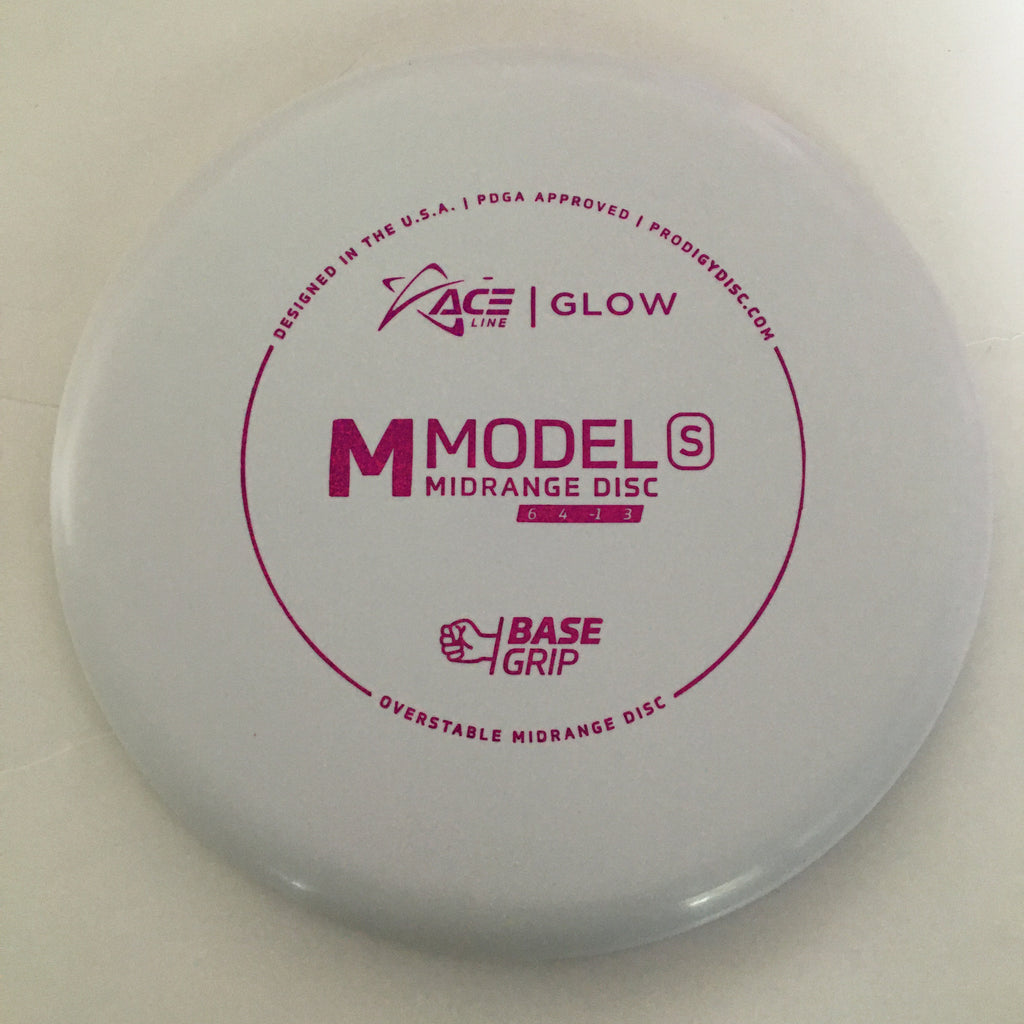 DESIGNED IN THE U.S.A. | PDGA APPROVED | PRODIGYDISC.COM
ACE LINE | GLOW
M MODEL S
MIDRANGE DISC
6 4 -1 3
BASE
GRIP
OVERSTABLE MIDRANGE DISC